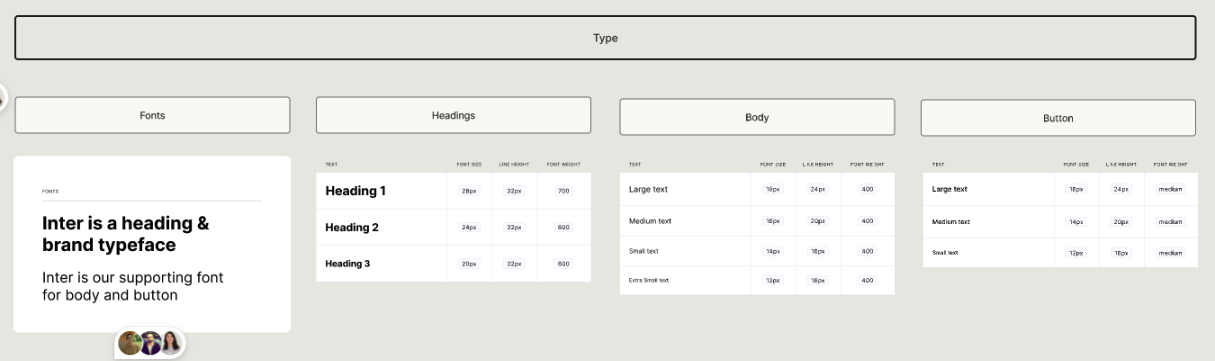 Type
Fonts
Headings
Body
Button
FONTS
Inter is a heading &
brand typeface
Inter is our supporting font
for body and button
TEXT FONT SIZE LINE HEIGHT FONT WEIGHT
Heading 1 28px 32px 700
Heading 2 24px 32px 600
Heading 3 20px 32px 600
TEXT FONT SIZE LINE HEIGHT FONT WEIGHT
Large text 18px 24px 400
Medium text 16px 20px 400
Small text 14px 16px 400
Extra Small text 12px 16px 400
TEXT FONT SIZE LINE HEIGHT FONT WEIGHT
Large text 16px 24px medium
Medium text 14px 20px medium
Small text 12px 16px medium